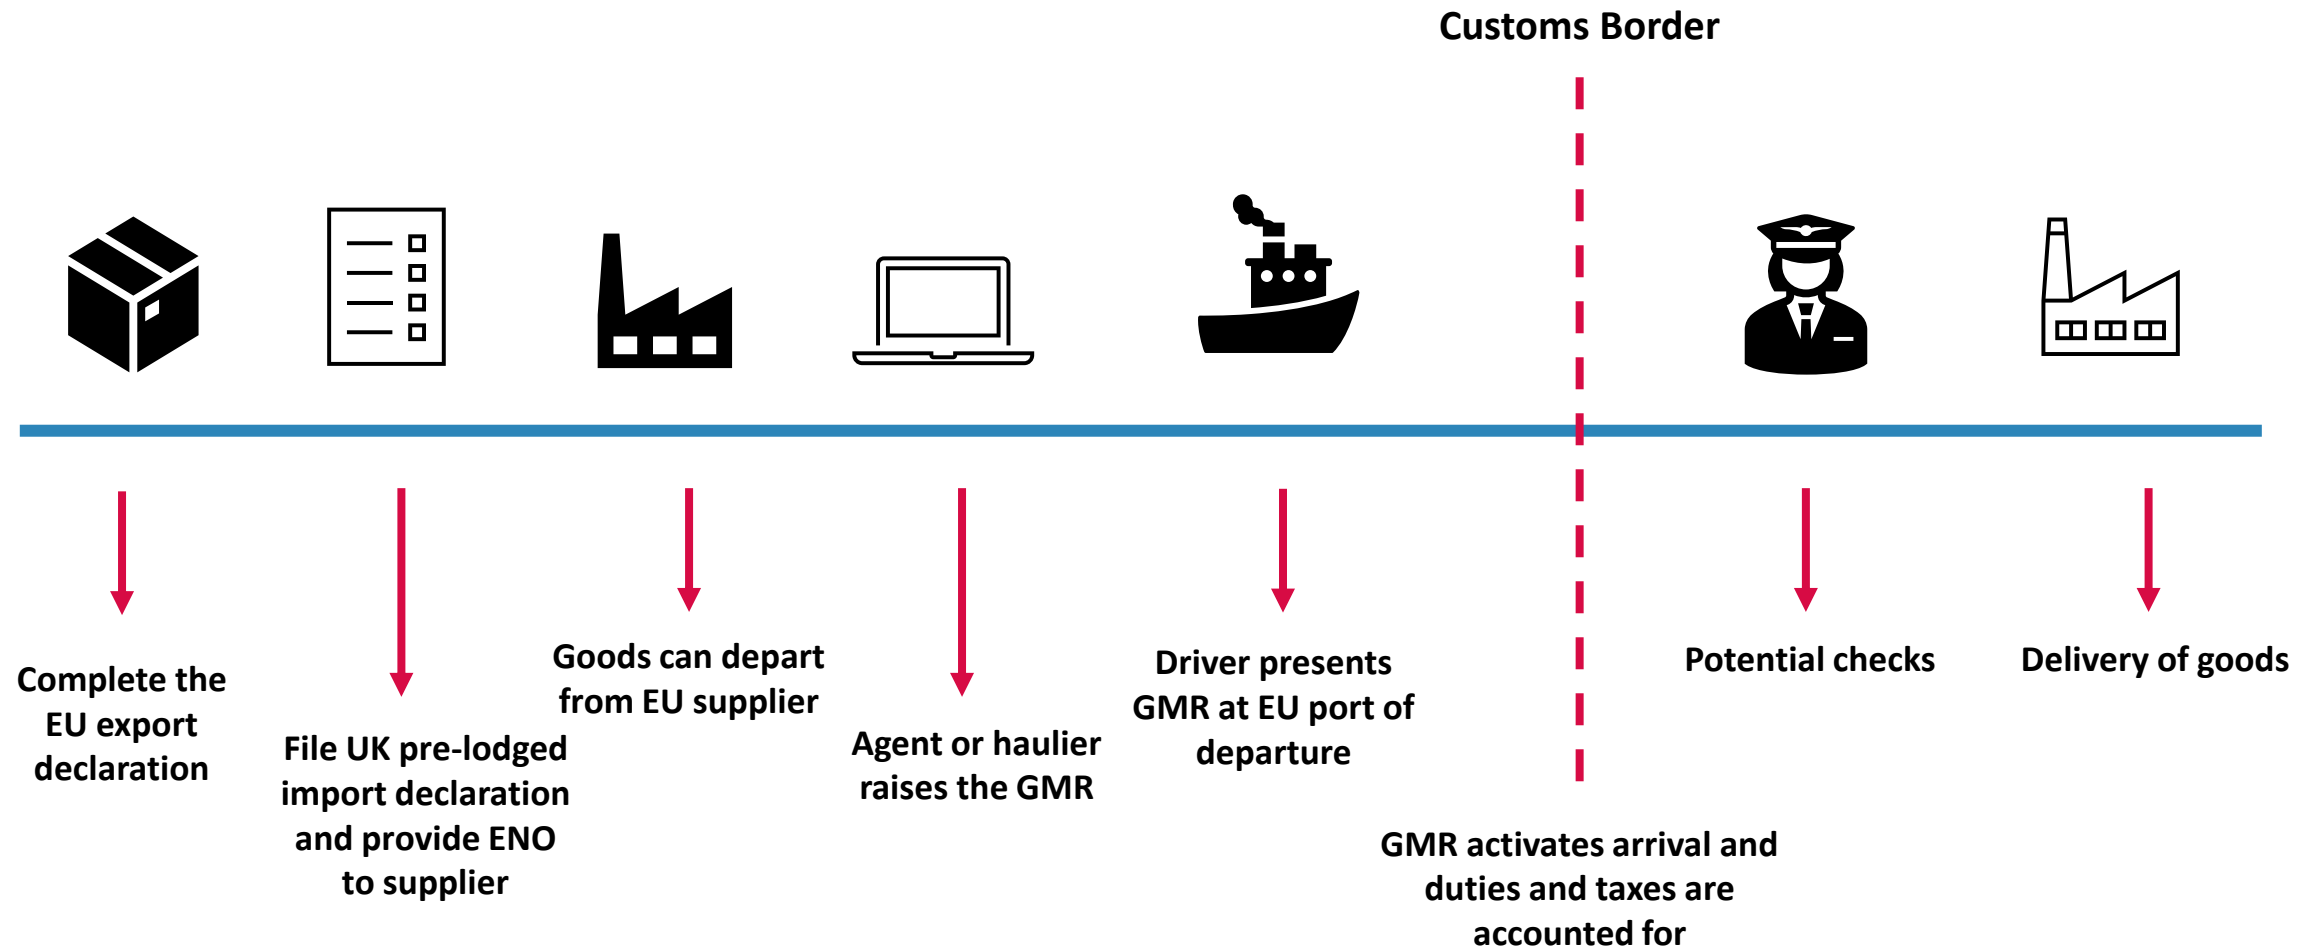 Customs Border
Complete the
EU export
declaration
File UK pre-lodged
import declaration
and provide ENO
to supplier
Goods can depart
from EU supplier
Agent or haulier
raises the GMR
Driver presents
GMR at EU port of
departure
GMR activates arrival and
duties and taxes are
accounted for
Potential checks
Delivery of goods